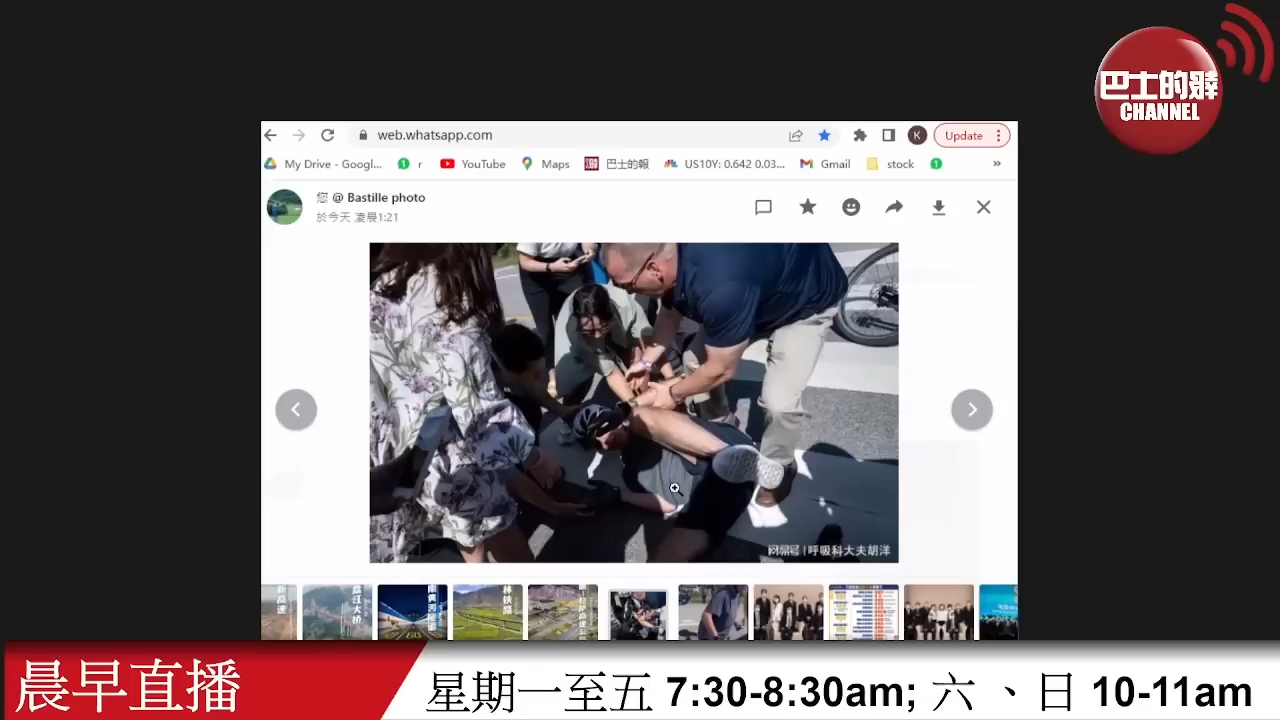 巴士的報
CHANNEL
web.whatsapp.com
K
Update
My Drive - Googl...
1 r
YouTube
Maps
巴士的報
US10Y: 0.642 0.03...
Gmail
stock
1
»
您 @ Bastille photo
於今天 凌晨1:21
网易号 | 呼吸科大夫胡洋
晨早直播
星期一至五 7:30-8:30am; 六 、日 10-11am